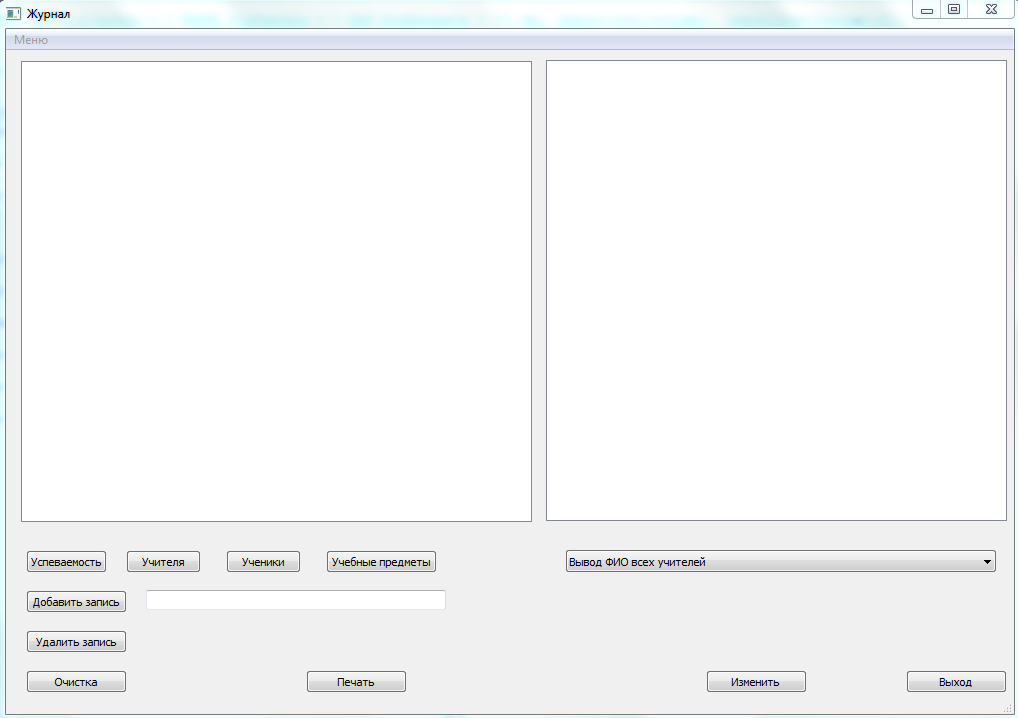 Журнал
Меню
Успеваемость Учителя Ученики Учебные предметы Вывод ФИО всех учителей
Добавить запись
Удалить запись
Очистка Печать Изменить Выход